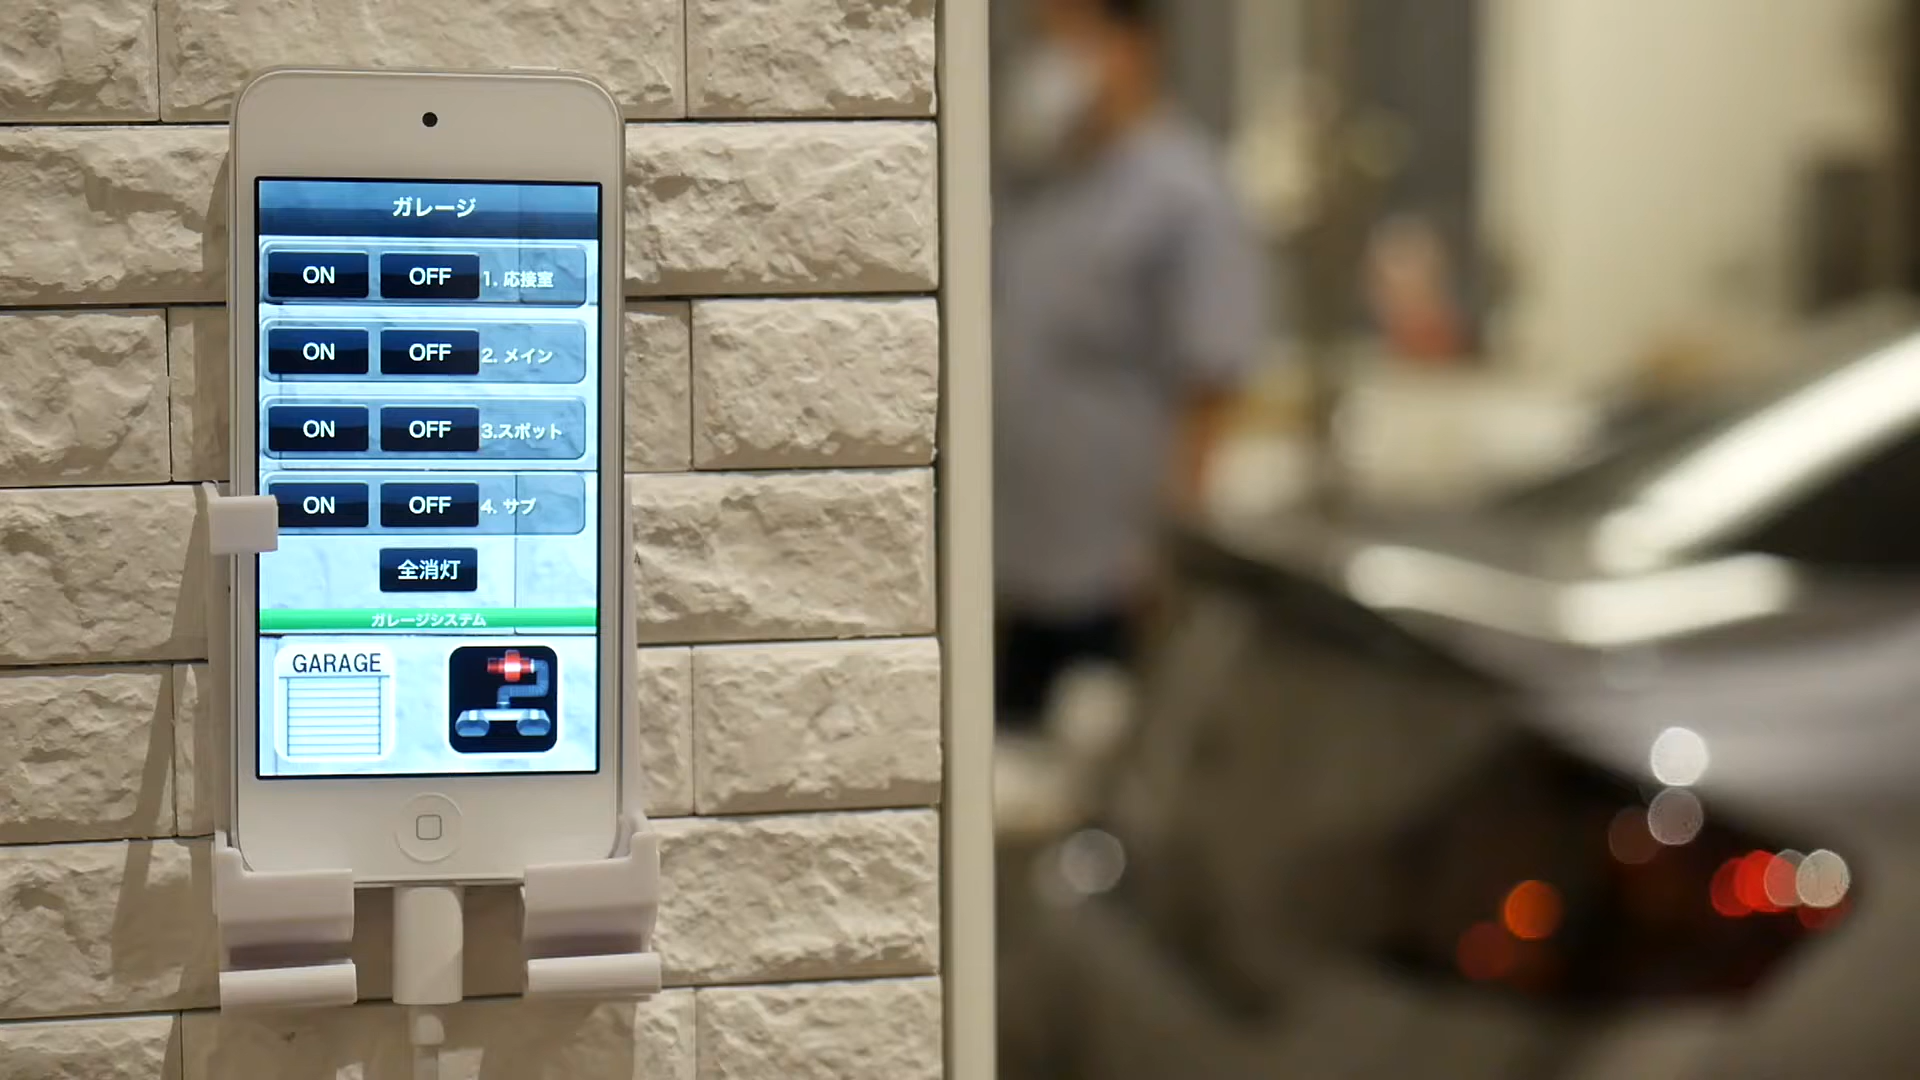 ガレージ
ON OFF 1. 応接室
ON OFF 2. メイン
ON OFF 3.スポット
ON OFF 4. サブ
全消灯
ガレージシステム
GARAGE